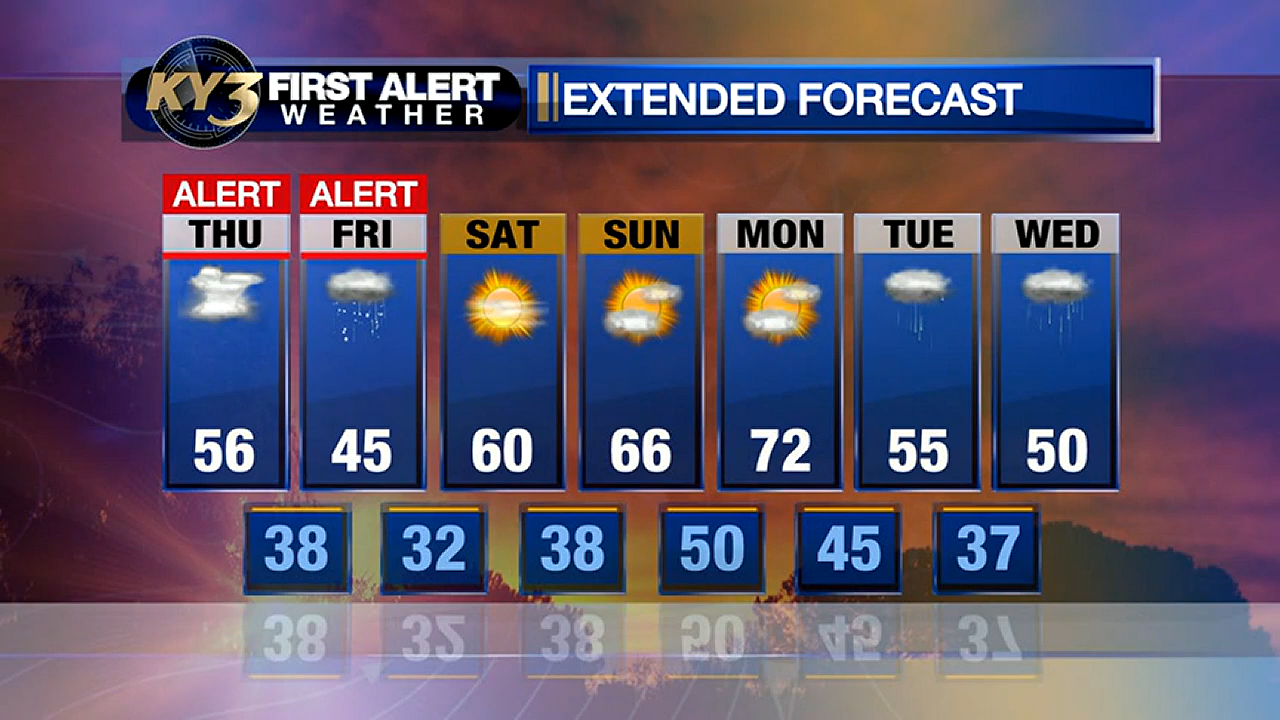 KY3 FIRST ALERT
WEATHER
EXTENDED FORECAST
ALERT ALERT
THU FRI SAT SUN MON TUE WED
56 45 60 66 72 55 50
38 32 38 50 45 37